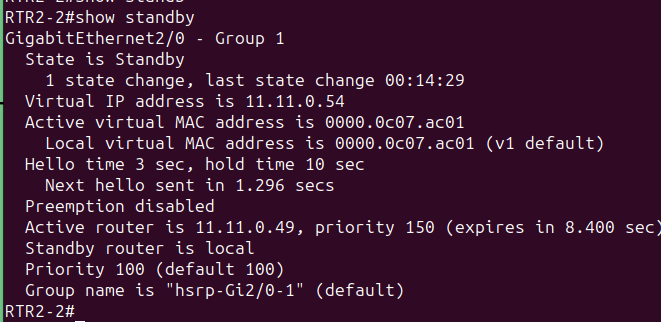 RTR2-2#show standby
GigabitEthernet2/0 - Group 1
State is Standby
1 state change, last state change 00:14:29
Virtual IP address is 11.11.0.54
Active virtual MAC address is 0000.0c07.ac01
Local virtual MAC address is 0000.0c07.ac01 (v1 default)
Hello time 3 sec, hold time 10 sec
Next hello sent in 1.296 secs
Preemption disabled
Active router is 11.11.0.49, priority 150 (expires in 8.400 sec)
Standby router is local
Priority 100 (default 100)
Group name is "hsrp-Gi2/0-1" (default)
RTR2-2#